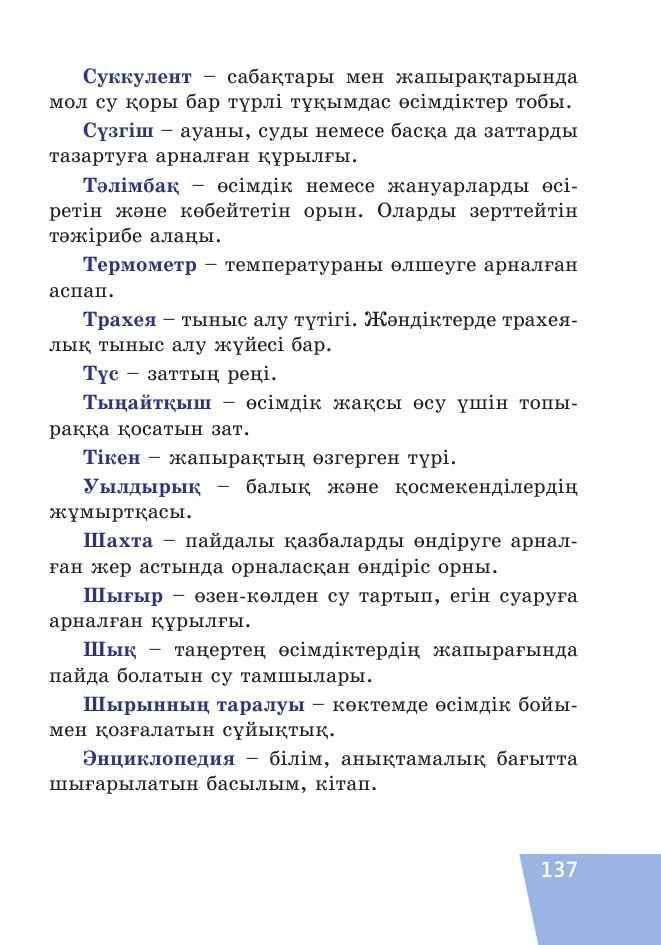 Суккулент – сабақтары мен жапырақтарында
мол су қоры бар түрлі тұқымдас өсімдіктер тобы.
Сүзгіш – ауаны, суды немесе басқа да заттарды
тазартуға арналған құрылғы.
Тәлімбақ – өсімдік немесе жануарларды өсі-
ретін және көбейтетін орын. Оларды зерттейтін
тәжірибе алаңы.
Термометр – температураны өлшеуге арналған
аспап.
Трахея – тыныс алу түтігі. Жәндіктерде трахея-
лық тыныс алу жүйесі бар.
Түс – заттың реңі.
Тыңайтқыш – өсімдік жақсы өсу үшін топы-
раққа қосатын зат.
Тікен – жапырақтың өзгерген түрі.
Уылдырық – балық және қосмекенділердің
жұмыртқасы.
Шахта – пайдалы қазбаларды өндіруге арнал-
ған жер астында орналасқан өндіріс орны.
Шығыр – өзен-көлден су тартып, егін суаруға
арналған құрылғы.
Шық – таңертең өсімдіктердің жапырағында
пайда болатын су тамшылары.
Шырынның таралуы – көктемде өсімдік бойы-
мен қозғалатын сұйықтық.
Энциклопедия – білім, анықтамалық бағытта
шығарылатын басылым, кітап.
137